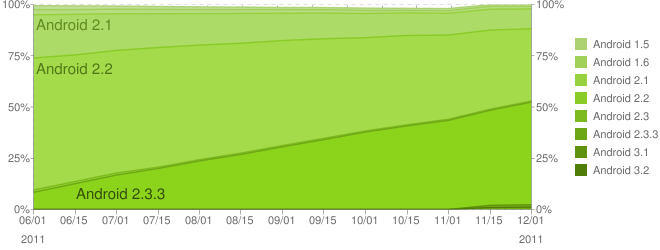 100%
75%
50%
25%
0%
Android 2.1
Android 2.2
Android 2.3.3
100%
75%
50%
25%
0%
06/01 06/15 07/01 07/15 08/01 08/15 09/01 09/15 10/01 10/15 11/01 11/15 12/01
2011 2011
Android 1.5
Android 1.6
Android 2.1
Android 2.2
Android 2.3
Android 2.3.3
Android 3.1
Android 3.2